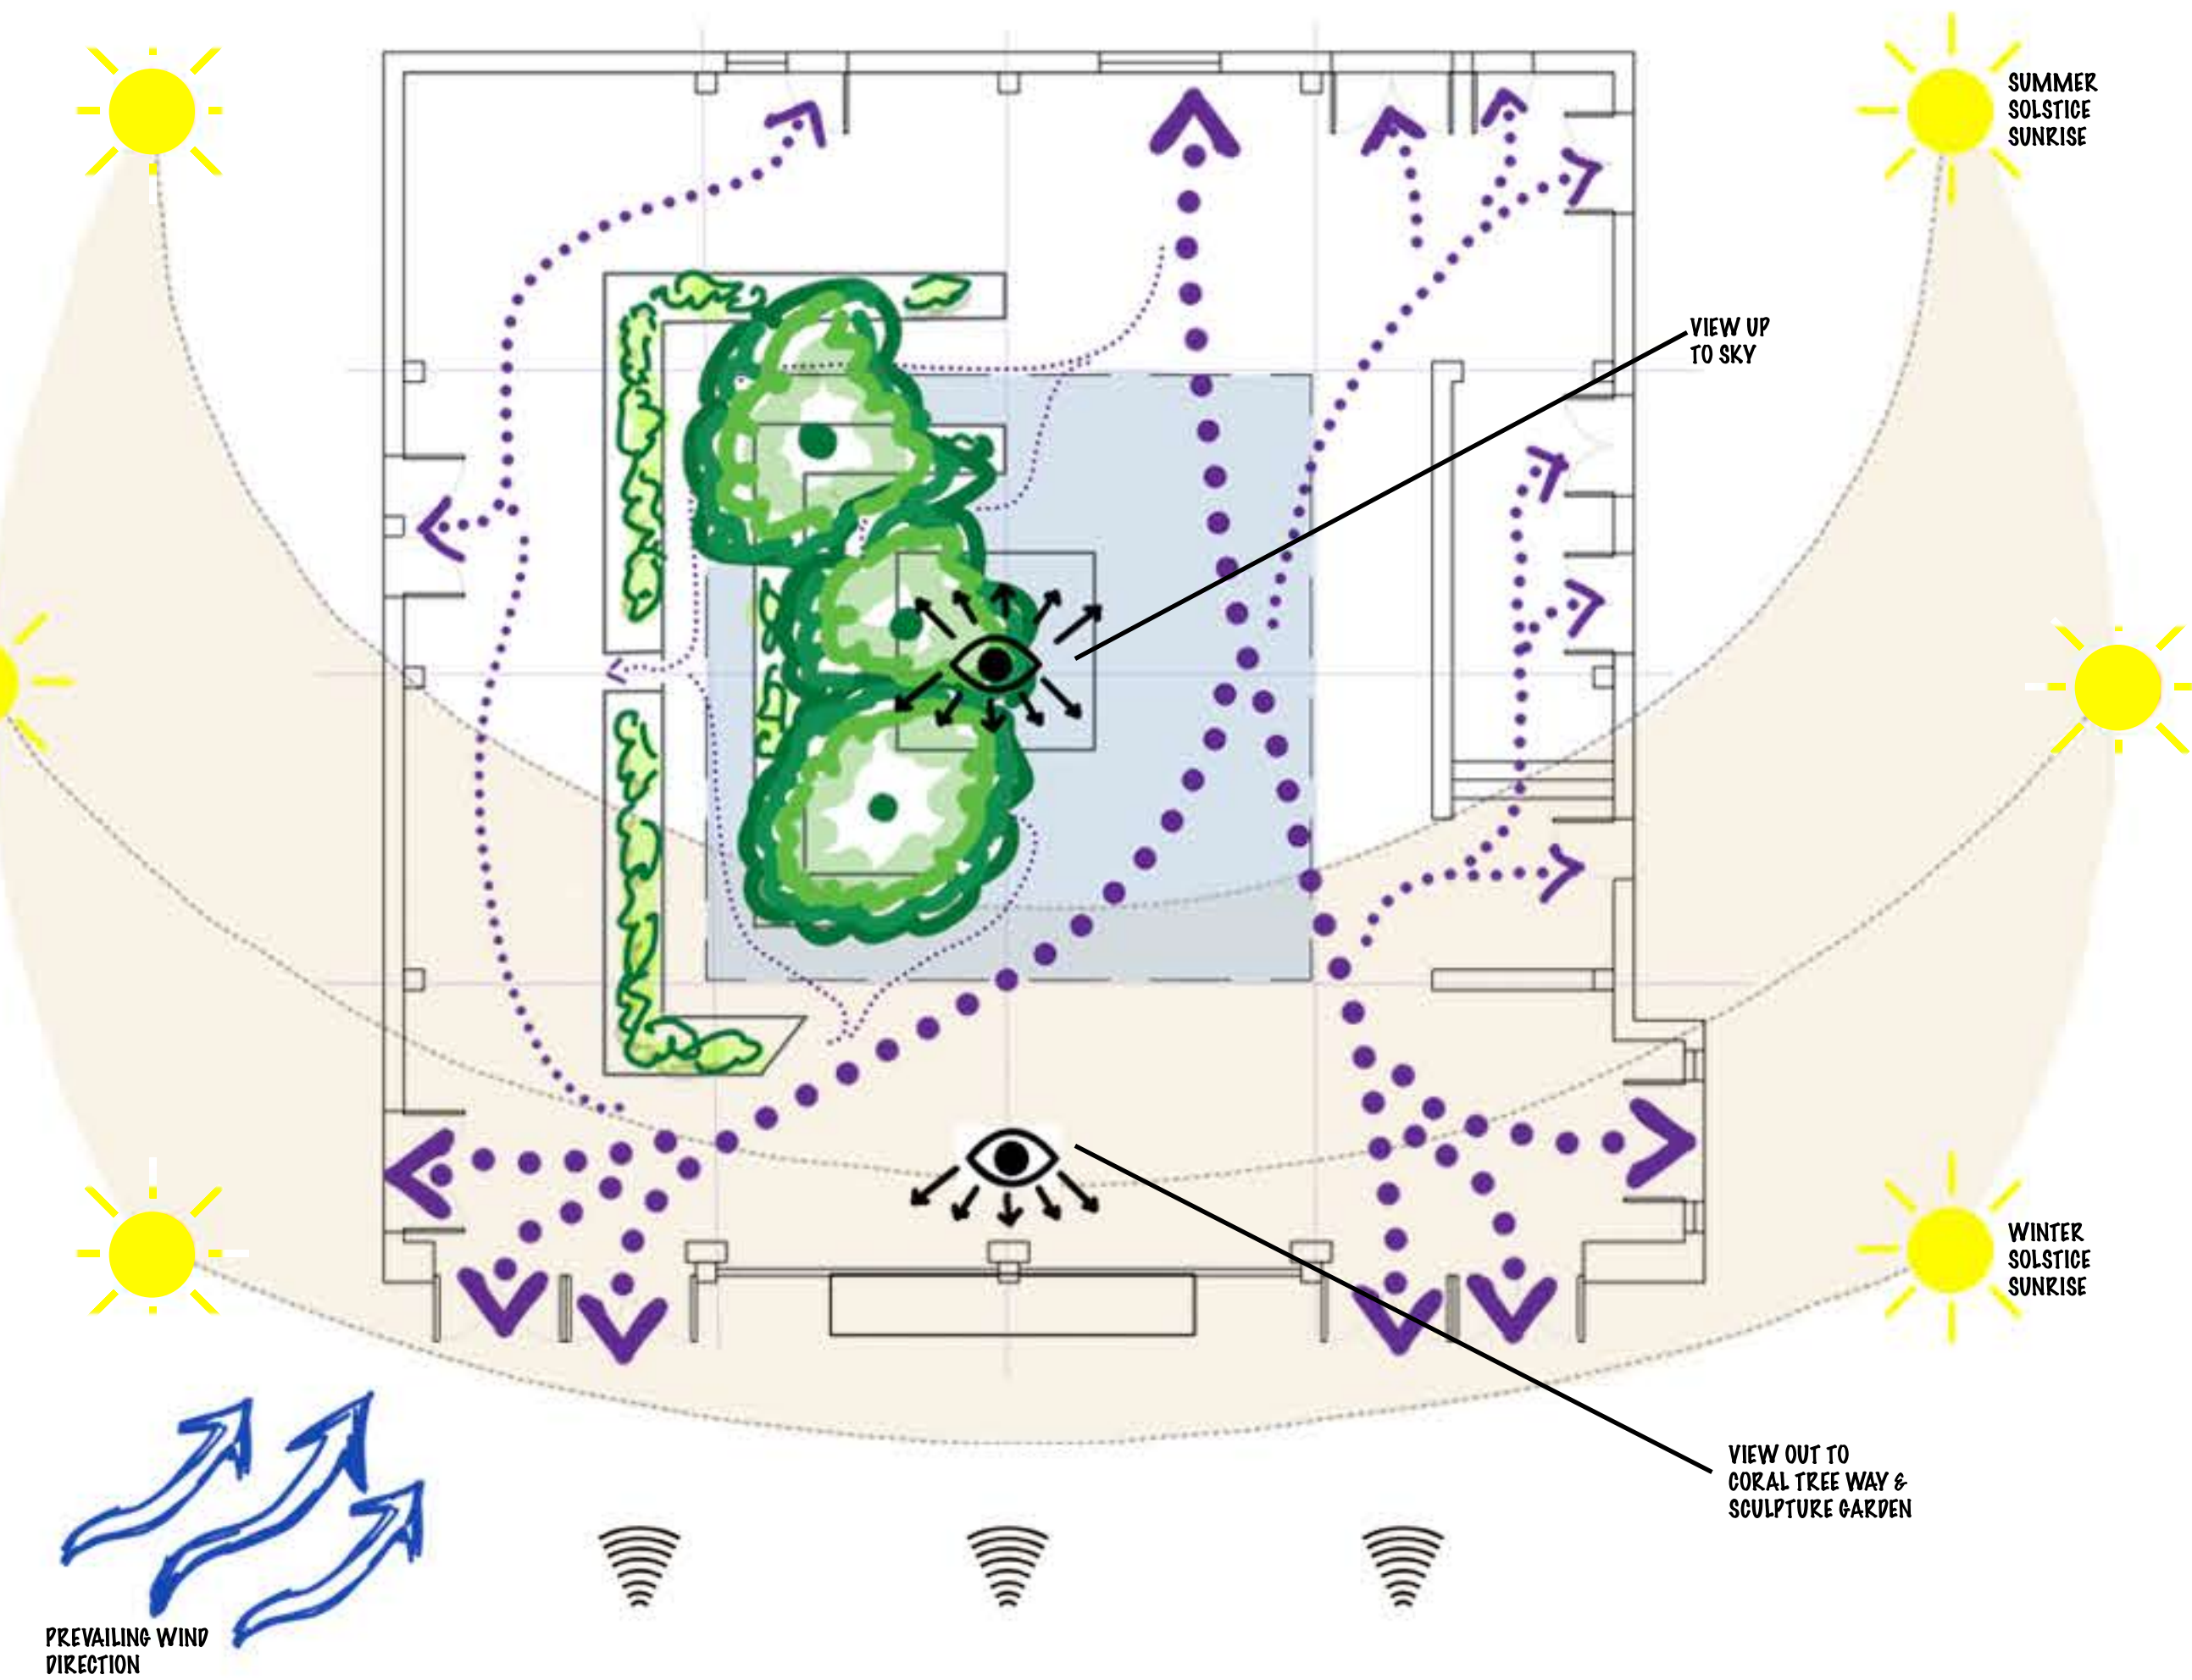 SUMMER
SOLSTICE
SUNRISE
VIEW UP
TO SKY
WINTER
SOLSTICE
SUNRISE
VIEW OUT TO
CORAL TREE WAY &
SCULPTURE GARDEN
PREVAILING WIND
DIRECTION